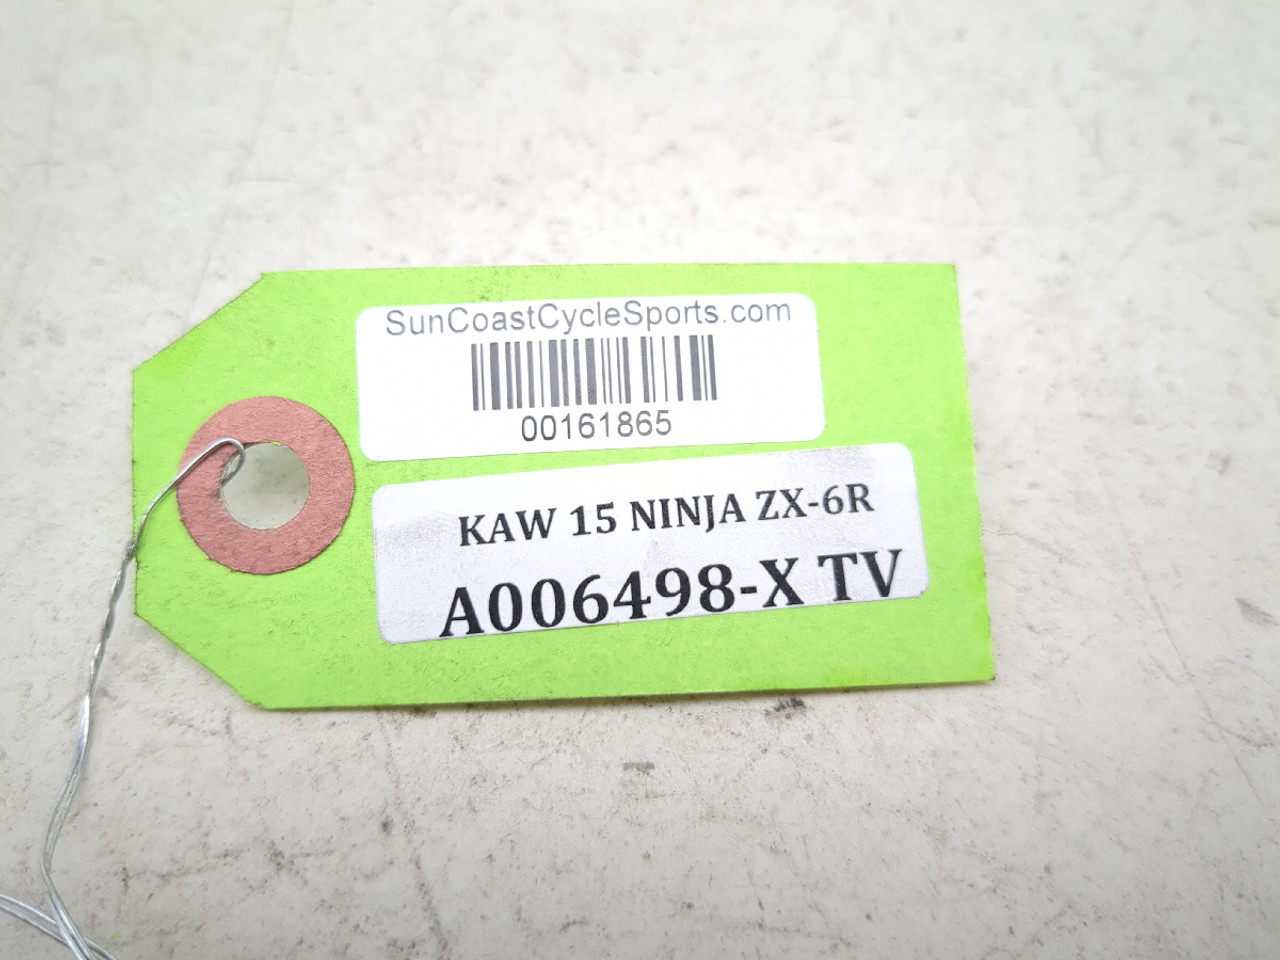 SunCoastCycleSports.com
00161865
KAW 15 NINJA ZX-6R
A006498-X TV